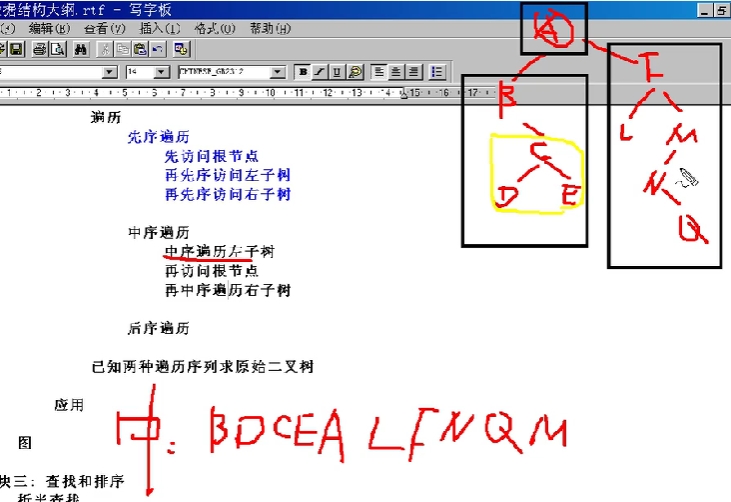 据结构大纲.rtf - 写字板
编辑(E) 查看(V) 插入(I) 格式(O) 帮助(H)
14 CHINESE_GB2312 B
1 2 3 4 5 6 7 8 9 10 11 12 13 14 15 16 17
遍历
先序遍历
先访问根节点
再先序访问左子树
再先序访问右子树
中序遍历
中序遍历左子树
再访问根节点
再中序遍历右子树
后序遍历
已知两种遍历序列求原始二叉树
应用
图
块三：查找和排序
折半查找
A
B F
C L M
D E N
Q
中: BDCEALFNQM